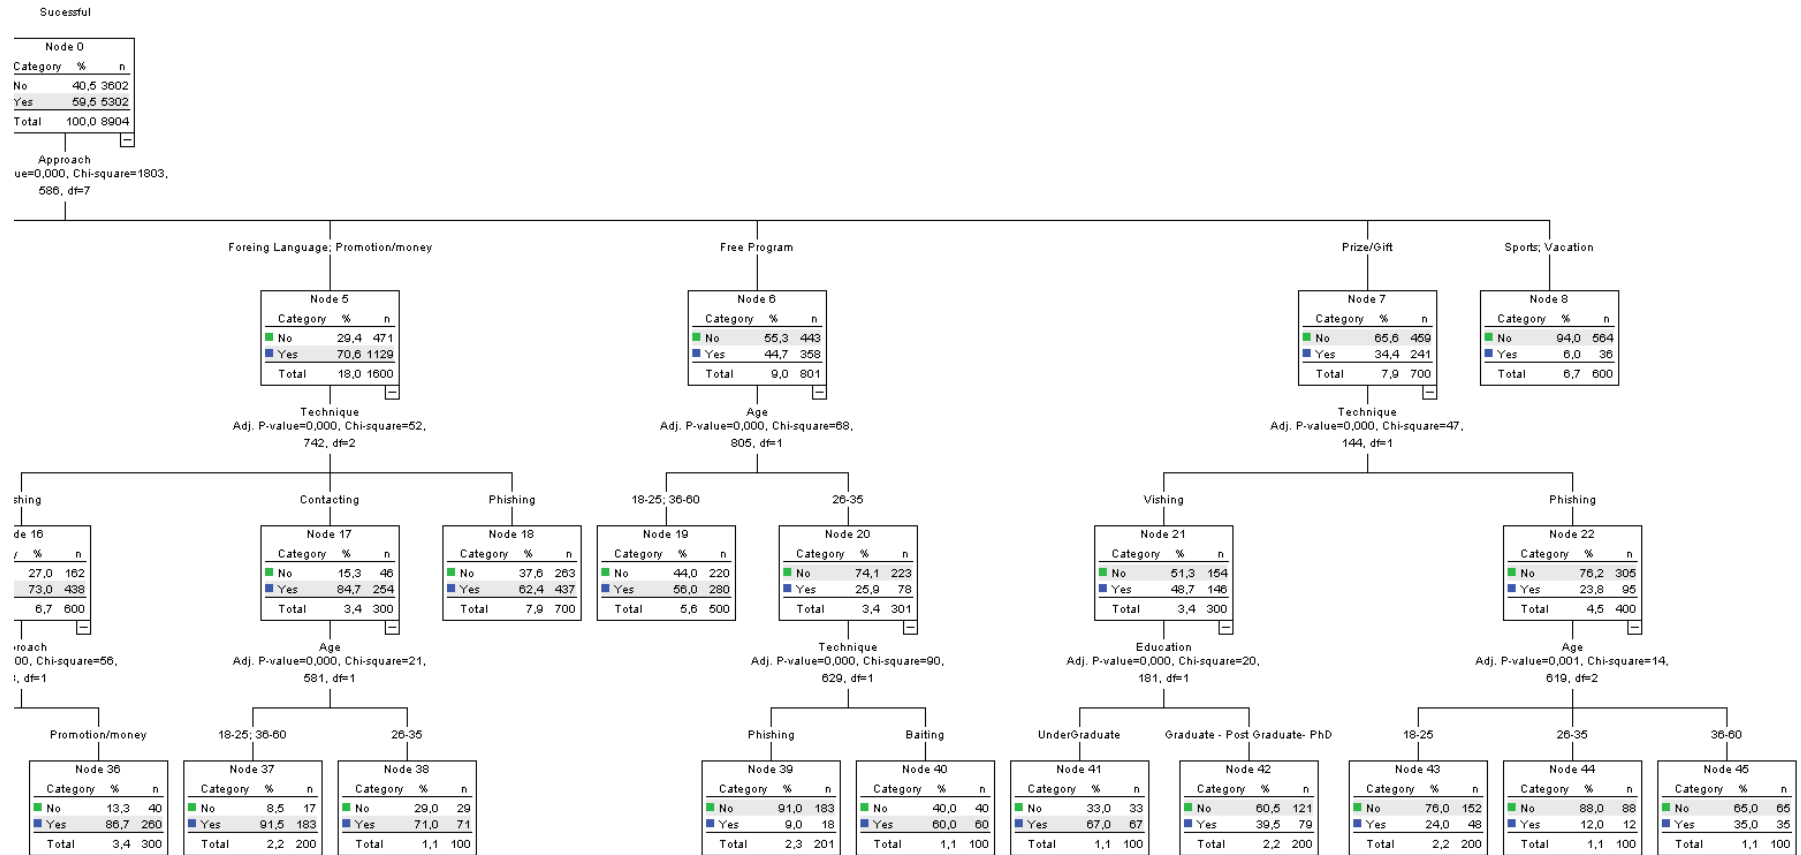 Sucessful
Node 0
Category % n
No 40,5 3602
Yes 59,5 5302
Total 100,0 8904
Approach
ue=0,000, Chi-square=1803,
586, df=7
Foreing Language; Promotion/money
Free Program
Prize/Gift
Sports; Vacation
Node 5
Category % n
No 29,4 471
Yes 70,6 1129
Total 18,0 1600
Technique
Adj. P-value=0,000, Chi-square=52,
742, df=2
Node 6
Category % n
No 55,3 443
Yes 44,7 358
Total 9,0 801
Age
Adj. P-value=0,000, Chi-square=68,
805, df=1
Node 7
Category % n
No 65,6 459
Yes 34,4 241
Total 7,9 700
Technique
Adj. P-value=0,000, Chi-square=47,
144, df=1
Node 8
Category % n
No 94,0 564
Yes 6,0 36
Total 6,7 600
shing
Contacting
Phishing
18-25; 36-60
26-35
Vishing
Phishing
de 16
y % n
27,0 162
73,0 438
6,7 600
roach
00, Chi-square=56,
, df=1
Node 17
Category % n
No 15,3 46
Yes 84,7 254
Total 3,4 300
Age
Adj. P-value=0,000, Chi-square=21,
581, df=1
Node 18
Category % n
No 37,6 263
Yes 62,4 437
Total 7,9 700
Node 19
Category % n
No 44,0 220
Yes 56,0 280
Total 5,6 500
Node 20
Category % n
No 74,1 223
Yes 25,9 78
Total 3,4 301
Technique
Adj. P-value=0,000, Chi-square=90,
629, df=1
Node 21
Category % n
No 51,3 154
Yes 48,7 146
Total 3,4 300
Education
Adj. P-value=0,000, Chi-square=20,
181, df=1
Node 22
Category % n
No 76,2 305
Yes 23,8 95
Total 4,5 400
Age
Adj. P-value=0,001, Chi-square=14,
619, df=2
Promotion/money
18-25; 36-60
26-35
Phishing
Baiting
UnderGraduate
Graduate - Post Graduate- PhD
18-25
26-35
36-60
Node 36
Category % n
No 13,3 40
Yes 86,7 260
Total 3,4 300
Node 37
Category % n
No 8,5 17
Yes 91,5 183
Total 2,2 200
Node 38
Category % n
No 29,0 29
Yes 71,0 71
Total 1,1 100
Node 39
Category % n
No 91,0 183
Yes 9,0 18
Total 2,3 201
Node 40
Category % n
No 40,0 40
Yes 60,0 60
Total 1,1 100
Node 41
Category % n
No 33,0 33
Yes 67,0 67
Total 1,1 100
Node 42
Category % n
No 60,5 121
Yes 39,5 79
Total 2,2 200
Node 43
Category % n
No 76,0 152
Yes 24,0 48
Total 2,2 200
Node 44
Category % n
No 88,0 88
Yes 12,0 12
Total 1,1 100
Node 45
Category % n
No 65,0 65
Yes 35,0 35
Total 1,1 100